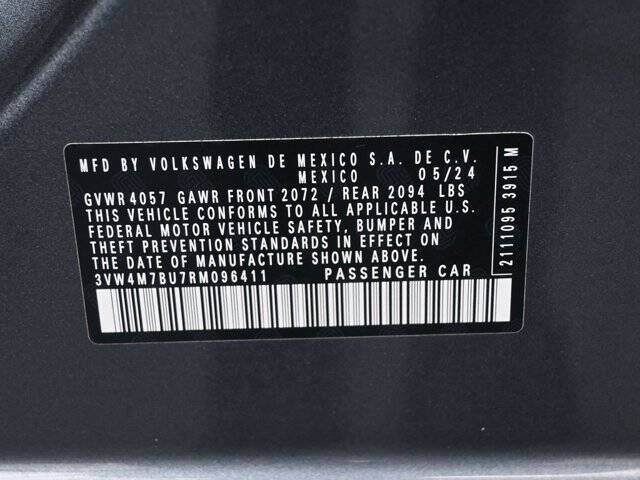 MFD BY VOLKSWAGEN DE MEXICO S.A. DE C.V.
MEXICO 05/24
GVWR 4057 GAWR FRONT 2072 / REAR 2094 LBS
THIS VEHICLE CONFORMS TO ALL APPLICABLE U.S.
FEDERAL MOTOR VEHICLE SAFETY, BUMPER AND
THEFT PREVENTION STANDARDS IN EFFECT ON
THE DATE OF MANUFACTURE SHOWN ABOVE.
3VW4M7BU7RM096411 PASSENGER CAR
2111095 3915 M